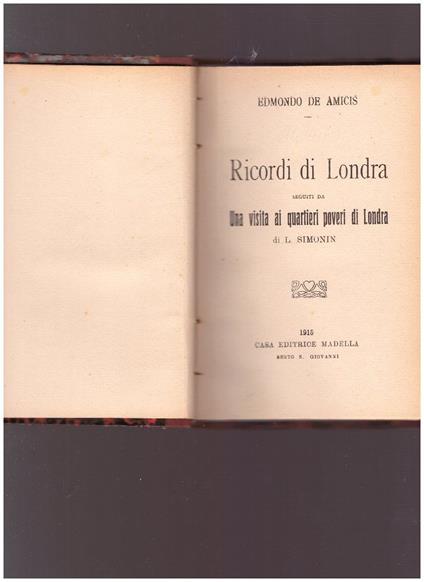 EDMONDO DE AMICIS
Ricordi di Londra
SEGUITI DA
Una visita ai quartieri poveri di Londra
di L. SIMONIN
1915
CASA EDITRICE MADELLA
SESTO S. GIOVANNI